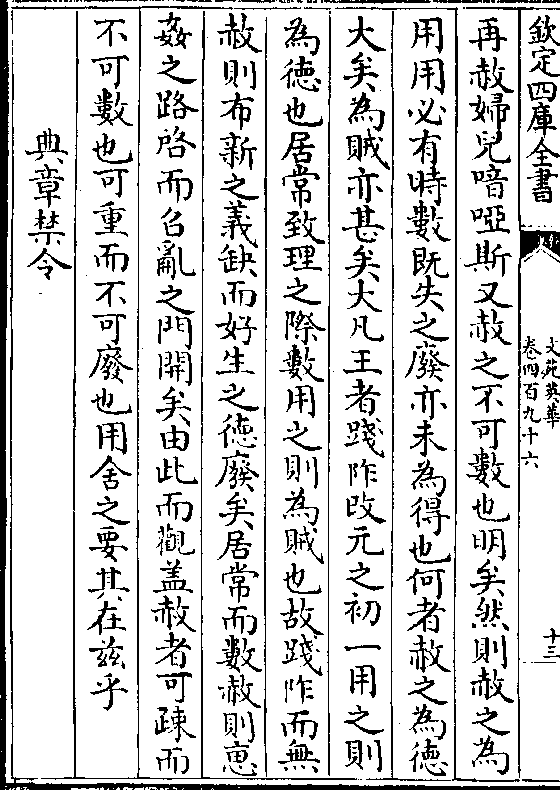 欽定四庫全書
文苑英華
卷四百九十六
十三
再赦婦兒喑啞斯又赦之不可數也明矣然則赦之為
用用必有時數既失之廢亦未為得也何者赦之為德
大矣為賊亦甚矣大凡王者踐阼改元之初一用之則
為德也居常致理之際數用之則為賊也故踐阼而無
赦則布新之義缺而好生之德廢矣居常而數赦則恵
姦之路啓而召亂之門開矣由此而觀盖赦者可疎而
不可數也可重而不可廢也用舍之要其在兹乎
典章禁令